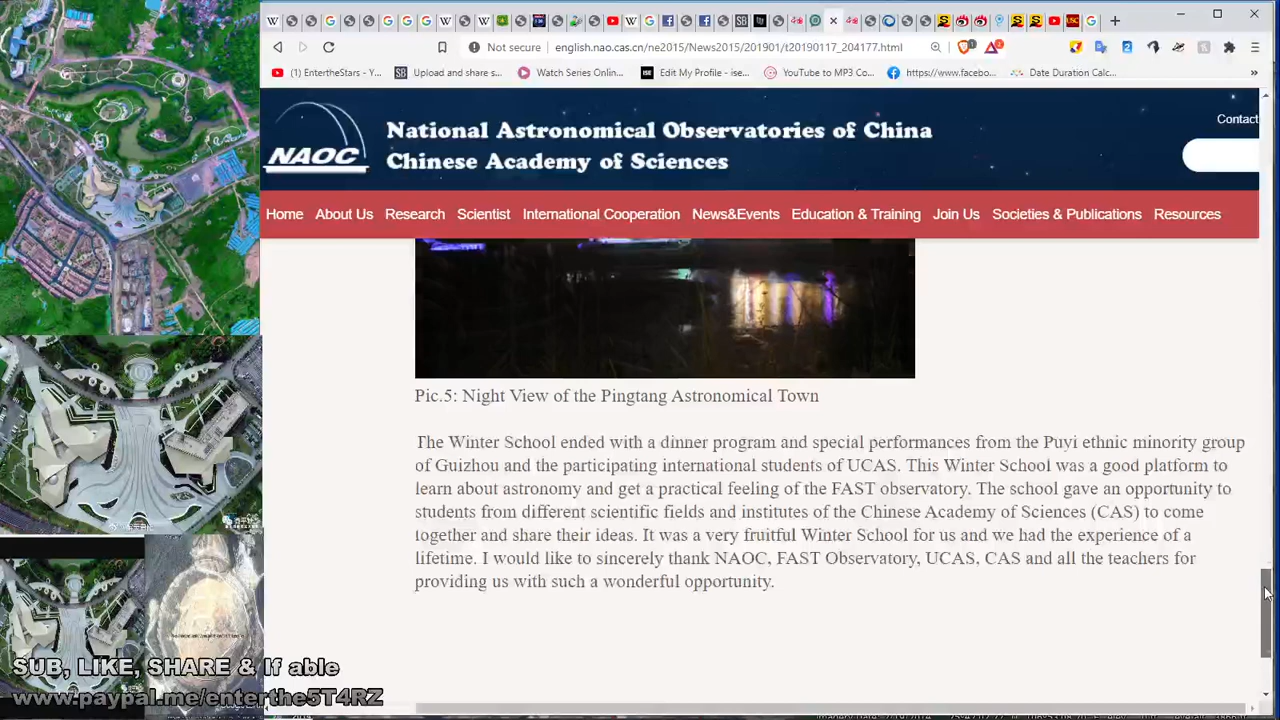 Not secure
english.nao.cas.cn/ne2015/News2015/201901/t20190117_204177.html
(1) EntertheStars - Y...
Upload and share s...
Watch Series Onlin...
Edit My Profile - ise...
YouTube to MP3 Co...
https://www.facebo...
Date Duration Calc...
National Astronomical Observatories of China
Chinese Academy of Sciences
NAOC
Contact
Home About Us Research Scientist International Cooperation News&Events Education & Training Join Us Societies & Publications Resources
Pic.5: Night View of the Pingtang Astronomical Town
The Winter School ended with a dinner program and special performances from the Puyi ethnic minority group
of Guizhou and the participating international students of UCAS. This Winter School was a good platform to
learn about astronomy and get a practical feeling of the FAST observatory. The school gave an opportunity to
students from different scientific fields and institutes of the Chinese Academy of Sciences (CAS) to come
together and share their ideas. It was a very fruitful Winter School for us and we had the experience of a
lifetime. I would like to sincerely thank NAOC, FAST Observatory, UCAS, CAS and all the teachers for
providing us with such a wonderful opportunity.
SUB, LIKE, SHARE & If able
www.paypal.me/enterthe5T4RZ